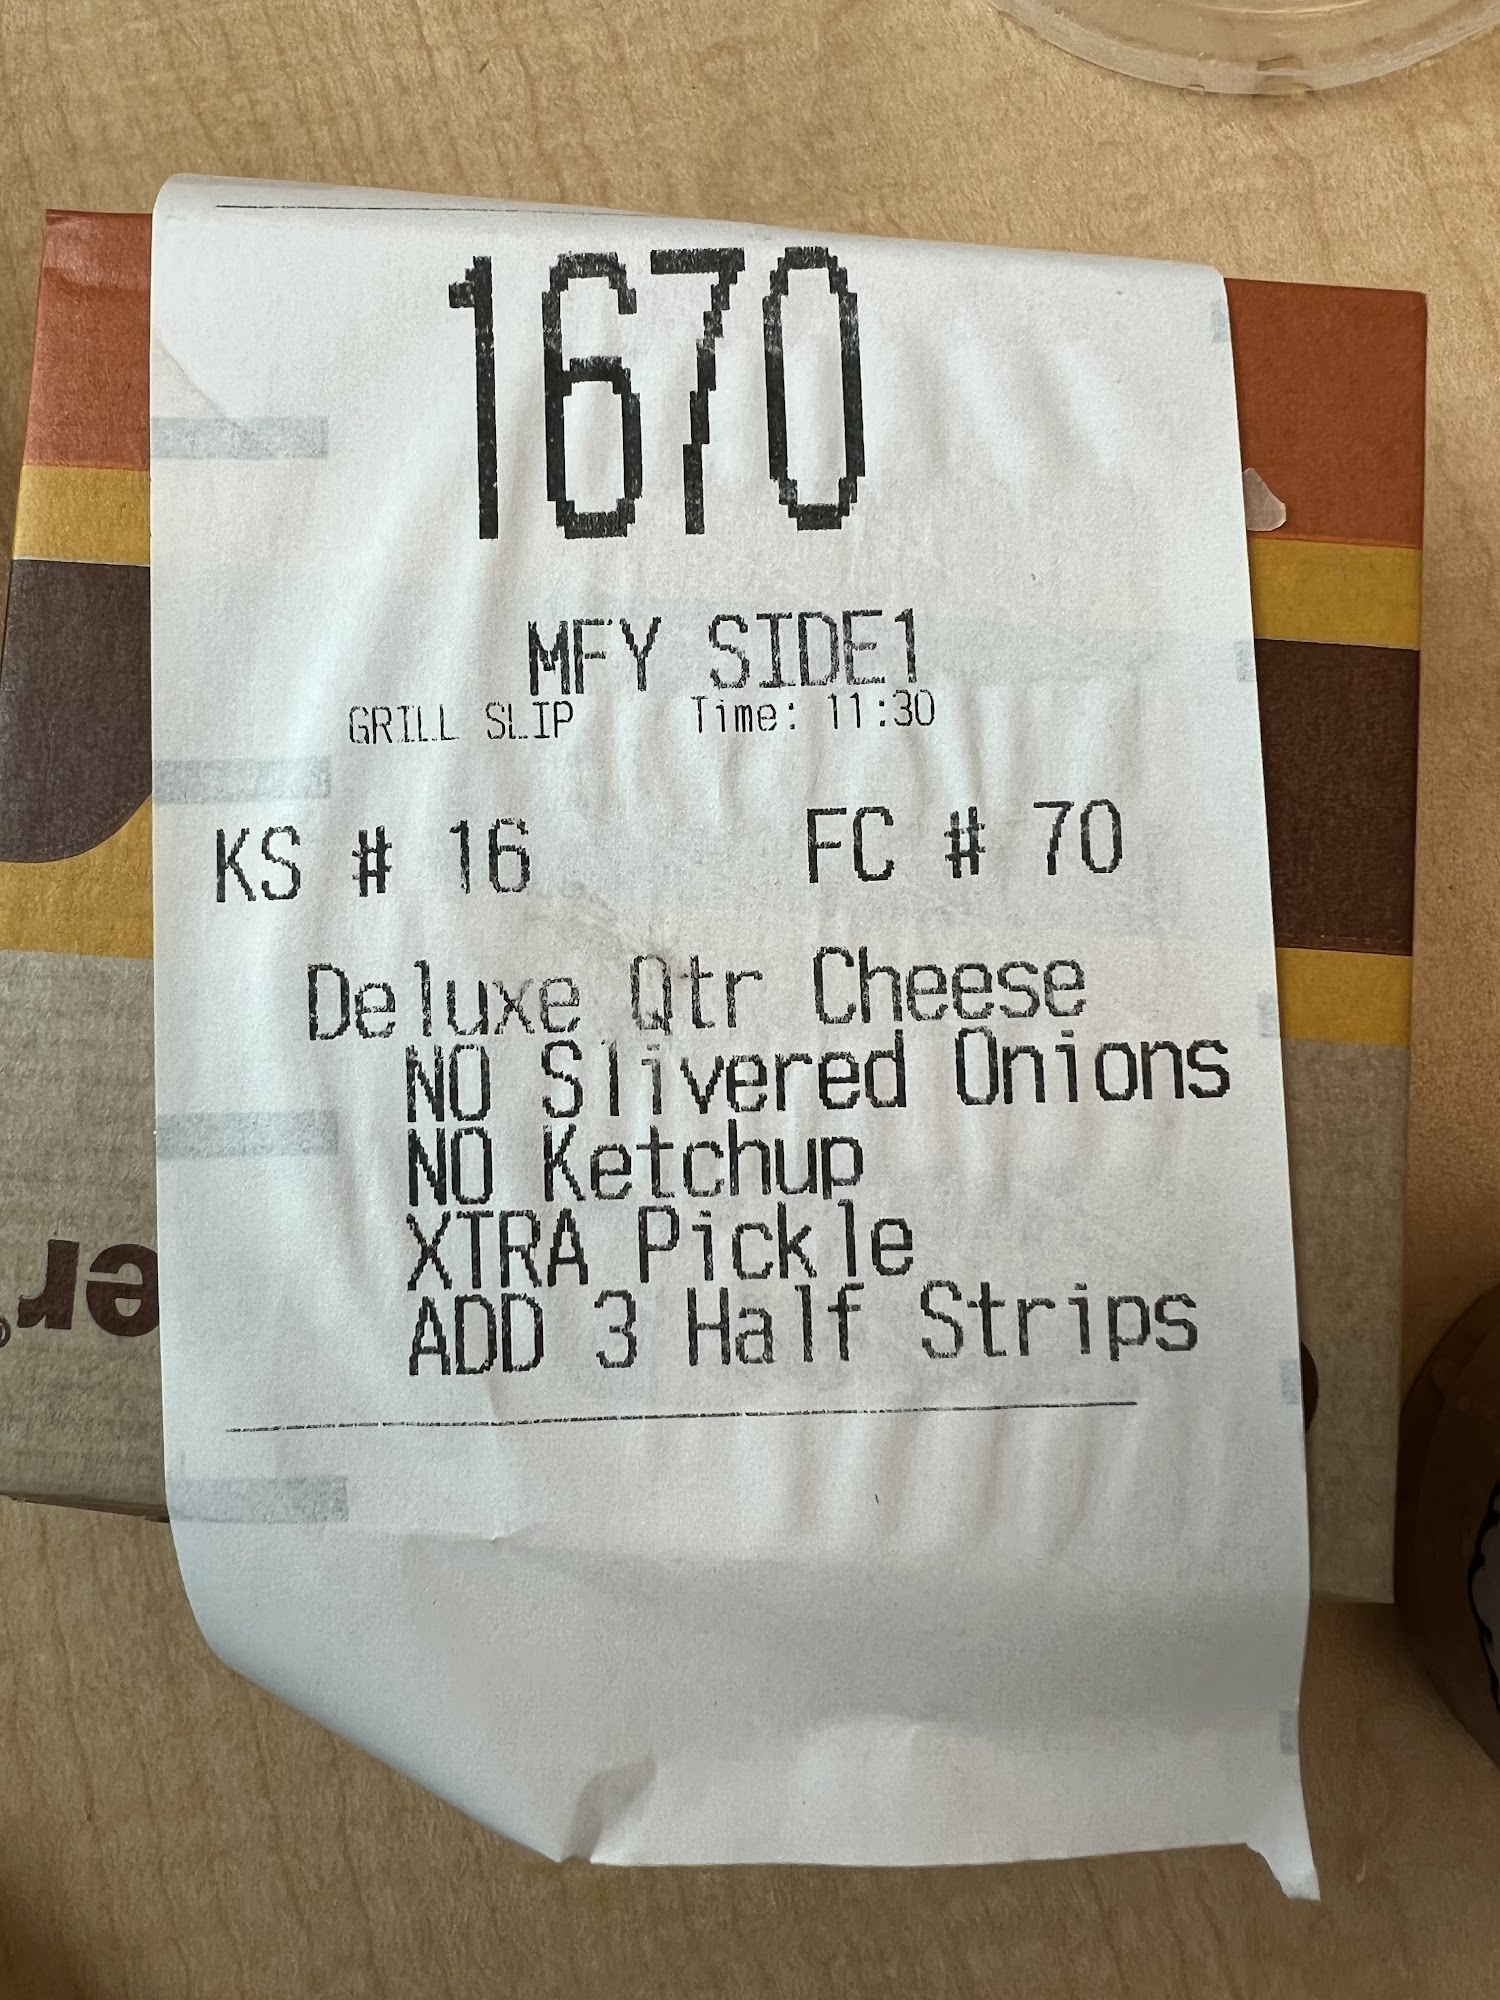 1670
MFY SIDE1
GRILL SLIP Time: 11:30
KS # 16 FC # 70
Deluxe Qtr Cheese
NO Slivered Onions
NO Ketchup
XTRA Pickle
ADD 3 Half Strips
er®